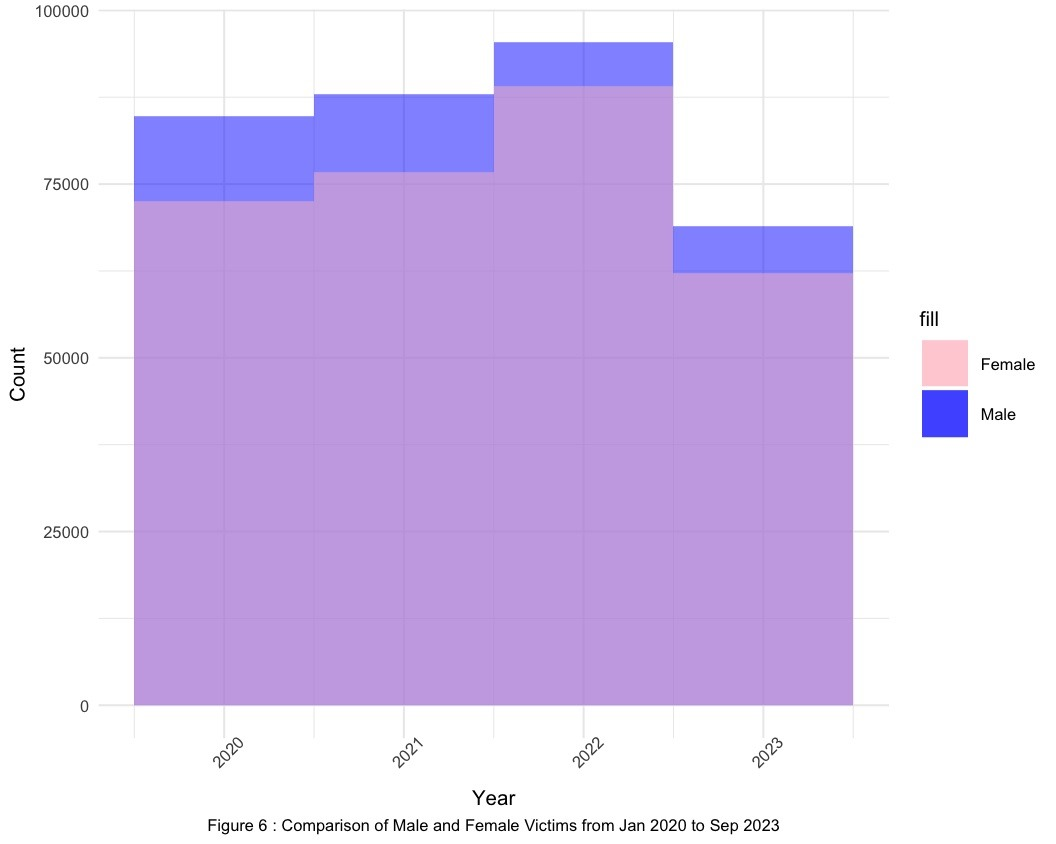 100000
75000
50000
25000
0
Count
2020
2021
2022
2023
Year
Figure 6 : Comparison of Male and Female Victims from Jan 2020 to Sep 2023
fill
Female
Male